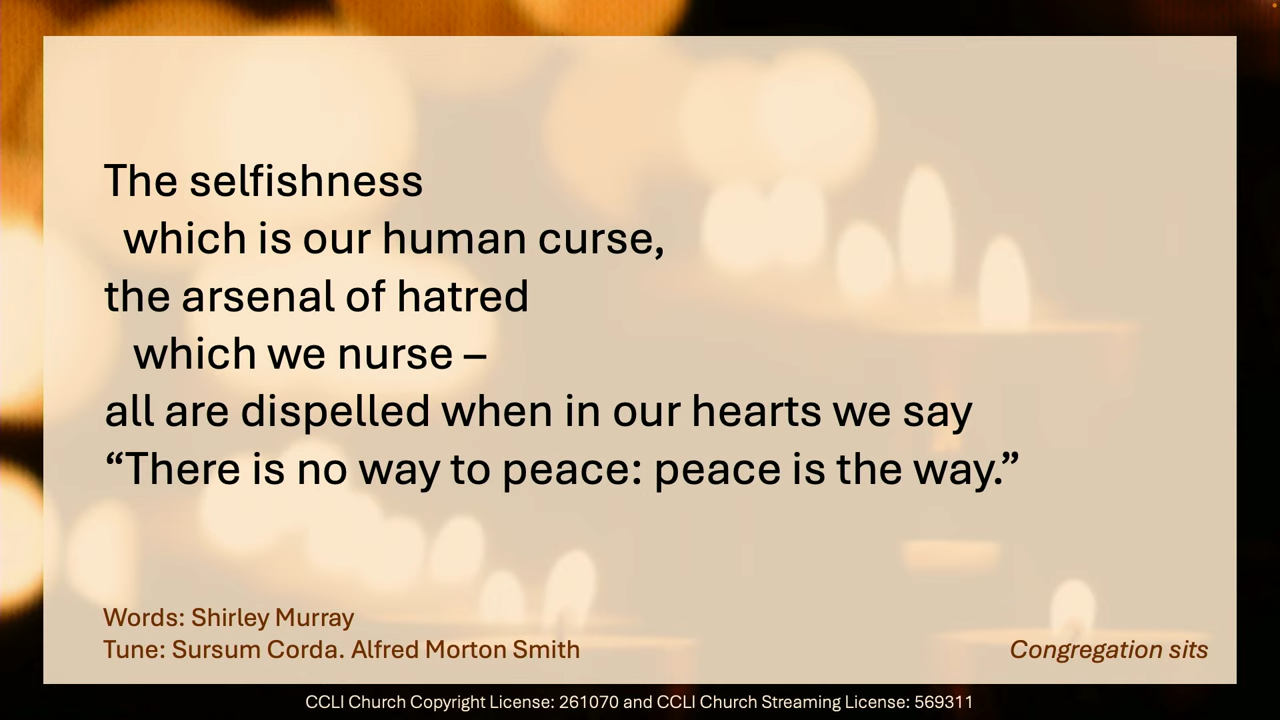 The selfishness
which is our human curse,
the arsenal of hatred
which we nurse –
all are dispelled when in our hearts we say
“There is no way to peace: peace is the way.”
Words: Shirley Murray
Tune: Sursum Corda. Alfred Morton Smith
Congregation sits
CCLI Church Copyright License: 261070 and CCLI Church Streaming License: 569311